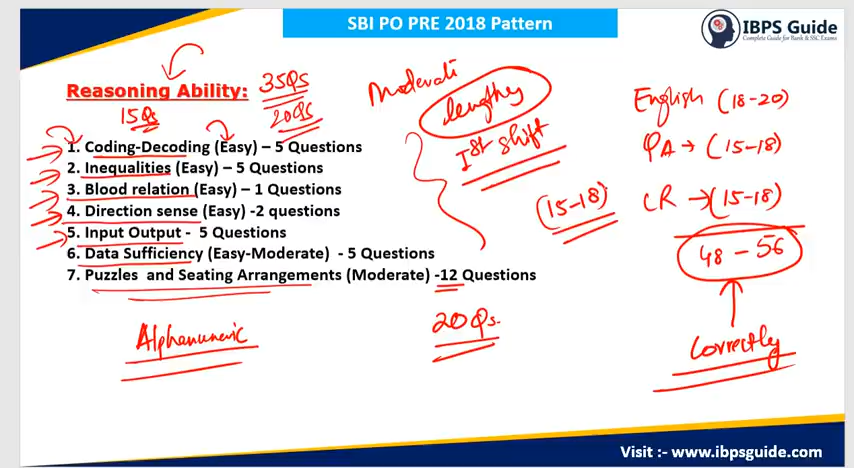 SBI PO PRE 2018 Pattern
IBPS Guide
Complete Guide for Bank & SSC Exams
Reasoning Ability:
35QS
15Qs
20QS
1. Coding-Decoding (Easy) – 5 Questions
2. Inequalities (Easy) – 5 Questions
3. Blood relation (Easy) – 1 Questions
4. Direction sense (Easy) -2 questions
5. Input Output - 5 Questions
6. Data Sufficiency (Easy-Moderate) - 5 Questions
7. Puzzles and Seating Arrangements (Moderate) -12 Questions
Alphanumeric
20Qs.
Moderate
lengthy
Ist shift
(15-18)
English (18-20)
QA → (15-18)
LR → (15-18)
48 - 56
Correctly
Visit :- www.ibpsguide.com